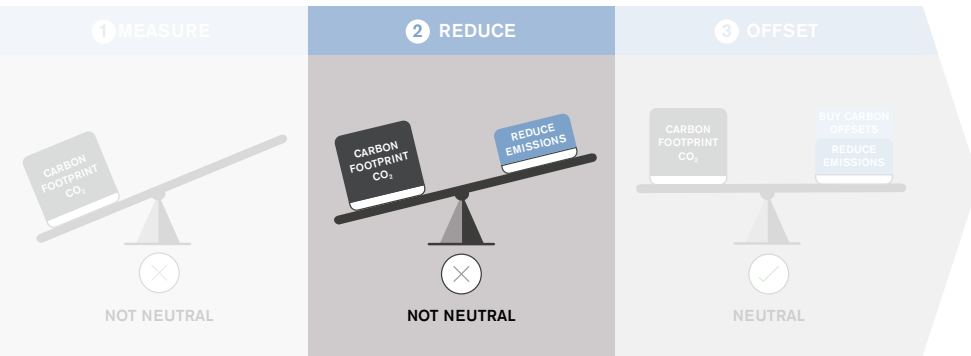 1 MEASURE
CARBON
FOOTPRINT
CO₂
NOT NEUTRAL
2 REDUCE
CARBON
FOOTPRINT
CO₂
REDUCE
EMISSIONS
NOT NEUTRAL
3 OFFSET
CARBON
FOOTPRINT
CO₂
BUY CARBON
OFFSETS
REDUCE
EMISSIONS
NEUTRAL